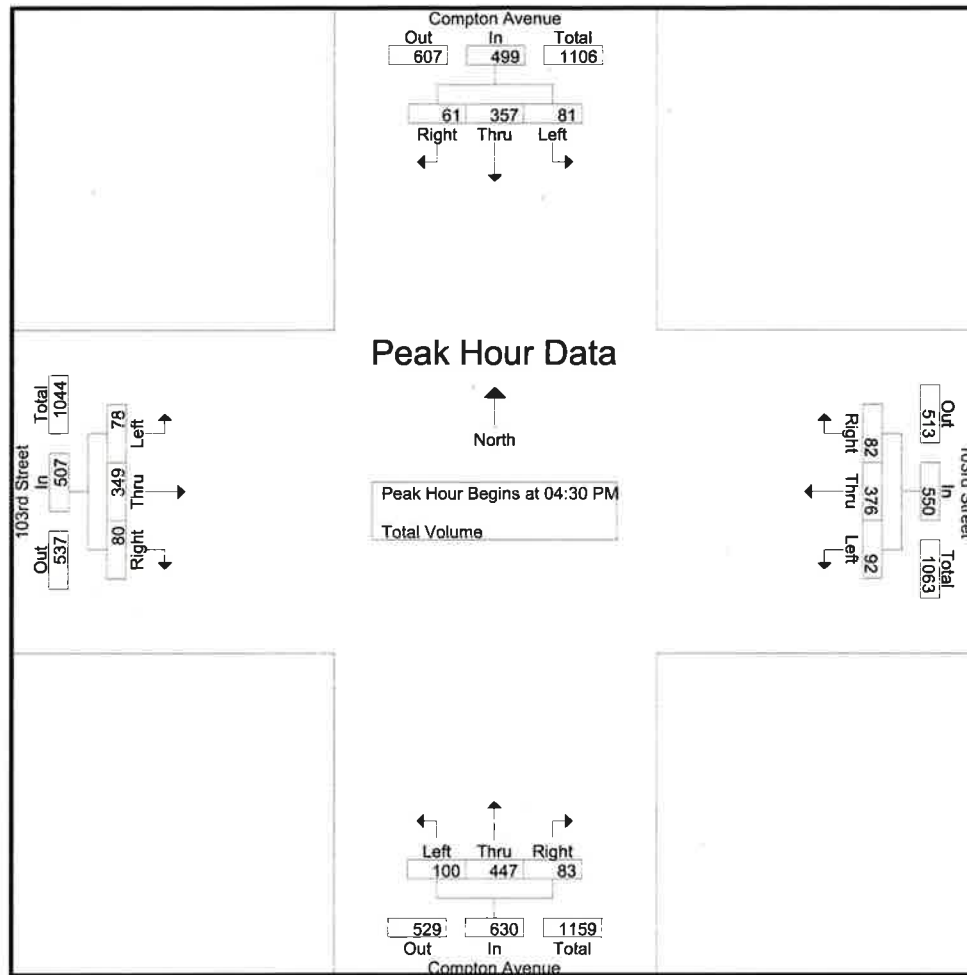 Compton Avenue
Out In Total
607 499 1106
61 357 81
Right Thru Left
Peak Hour Data
North
Peak Hour Begins at 04:30 PM
Total Volume
103rd Street
Total In Out
1044 507 537
78 349 80
Left Thru Right
Right Thru Left
82 376 92
Out In Total
513 550 1063
103rd Street
Left Thru Right
100 447 83
529 630 1159
Out In Total
Compton Avenue